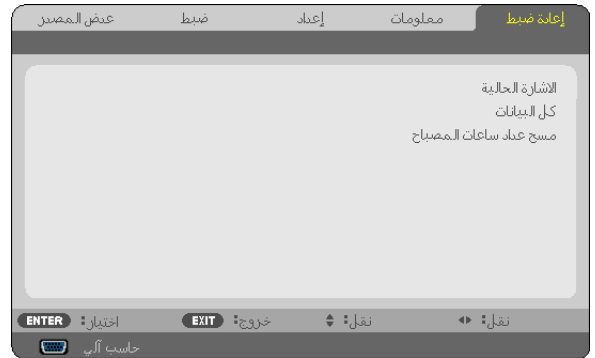 إعادة ضبط معلومات إعداد ضبط عرض المصدر
الاشارة الحالية
كل البيانات
مسح عداد ساعات المصباح
نقل: نقل: خروج: EXIT اختيار: ENTER
حاسب آلي